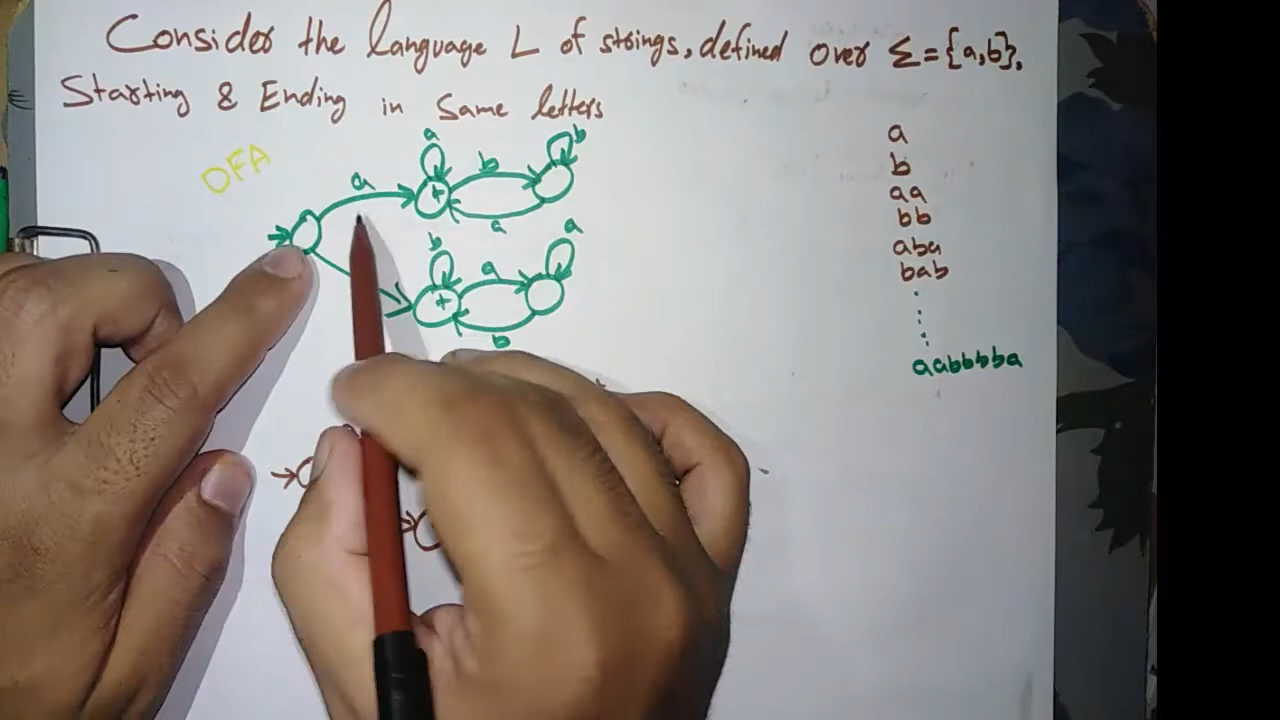 Consider the language L of strings, defined over Σ={a,b},
Starting & Ending in Same letters
DFA
a
a
b
b
a
b
a
a
b
a
b
aa
bb
aba
bab
aabbbba